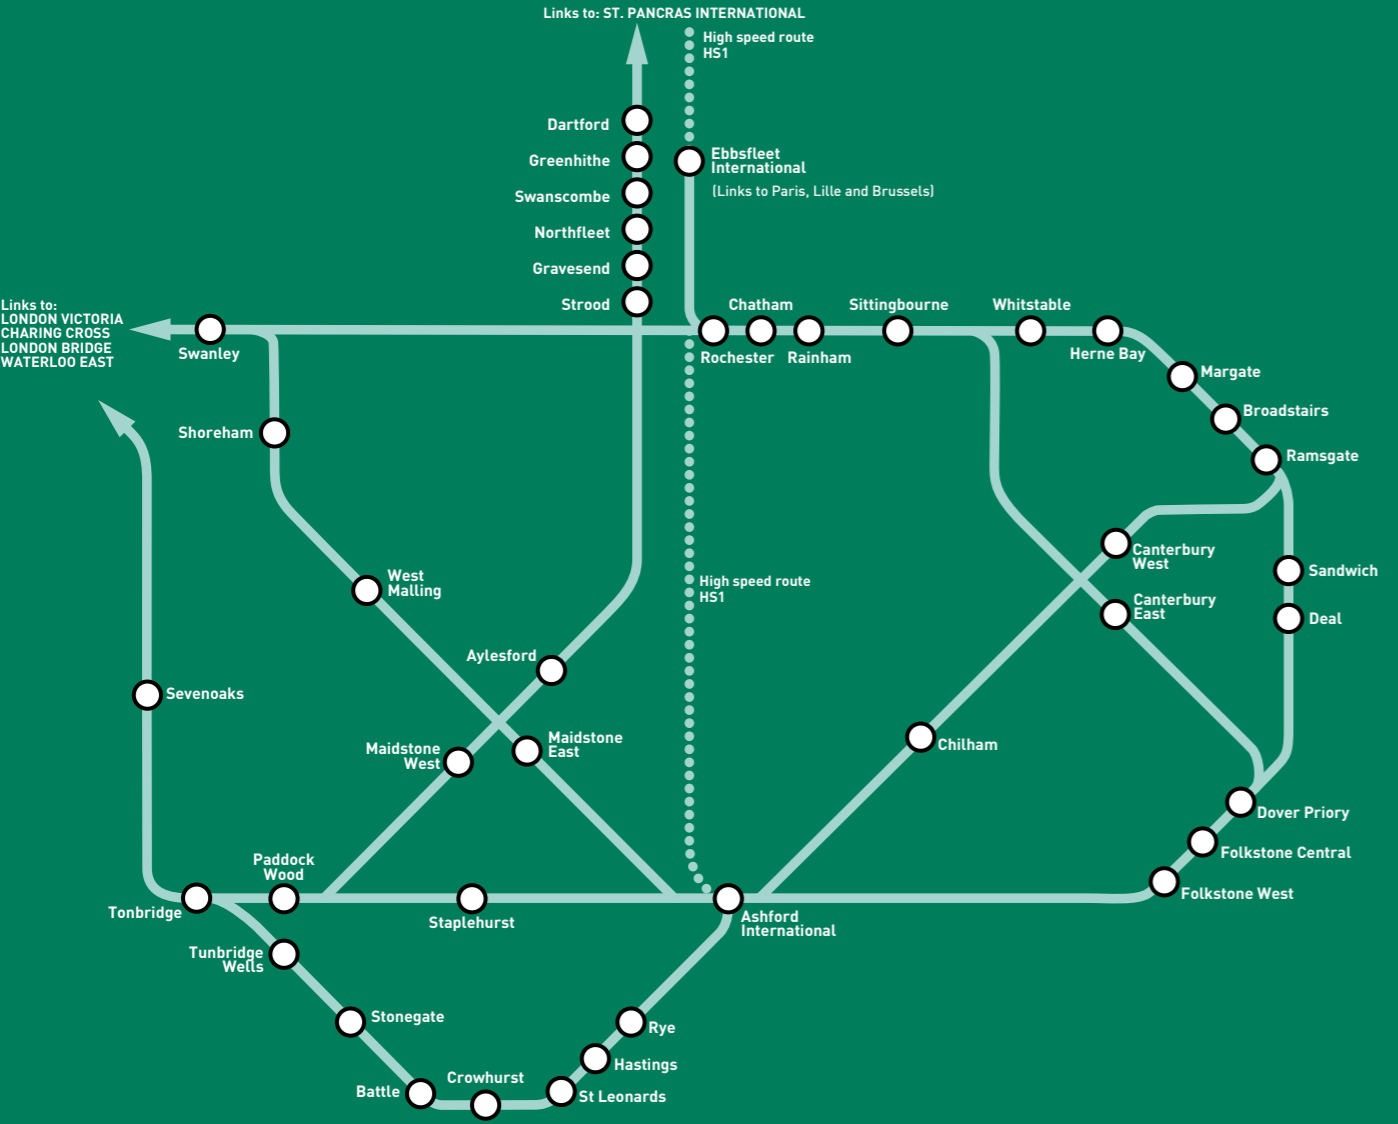 Links to: ST. PANCRAS INTERNATIONAL
High speed route
HS1
Dartford
Greenhithe
Swanscombe
Northfleet
Gravesend
Strood
Ebbsfleet
International
(Links to Paris, Lille and Brussels)
Links to:
LONDON VICTORIA
CHARING CROSS
LONDON BRIDGE
WATERLOO EAST
Swanley
Rochester
Chatham
Rainham
Sittingbourne
Whitstable
Herne Bay
Margate
Broadstairs
Ramsgate
Shoreham
West
Malling
High speed route
HS1
Canterbury
West
Canterbury
East
Sandwich
Deal
Aylesford
Sevenoaks
Maidstone
West
Maidstone
East
Chilham
Dover Priory
Folkstone Central
Folkstone West
Paddock
Wood
Tonbridge
Staplehurst
Ashford
International
Tunbridge
Wells
Stonegate
Battle
Crowhurst
St Leonards
Hastings
Rye